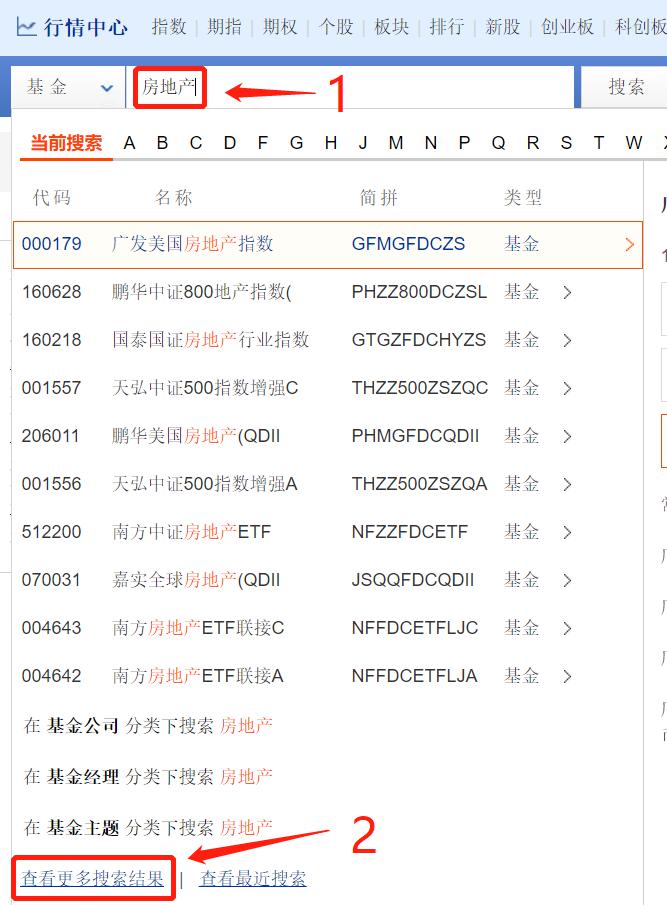 行情中心 指数 期指 期权 个股 板块 排行 新股 创业板 科创板
基金 房地产 搜索
1
当前搜索 A B C D F G H J M N P Q R S T W
代码 名称 简拼 类型
000179 广发美国房地产指数 GFMGFDCZS 基金
160628 鹏华中证800地产指数( PHZZ800DCZSL 基金
160218 国泰国证房地产行业指数 GTGZFDCHYZS 基金
001557 天弘中证500指数增强C THZZ500ZSZQC 基金
206011 鹏华美国房地产(QDII PHMGFDCQDII 基金
001556 天弘中证500指数增强A THZZ500ZSZQA 基金
512200 南方中证房地产ETF NFZZFDCETF 基金
070031 嘉实全球房地产(QDII JSQQFDCQDII 基金
004643 南方房地产ETF联接C NFFDCETFLJC 基金
004642 南方房地产ETF联接A NFFDCETFLJA 基金
在 基金公司 分类下搜索 房地产
在 基金经理 分类下搜索 房地产
在 基金主题 分类下搜索 房地产
2
查看更多搜索结果 | 查看最近搜索